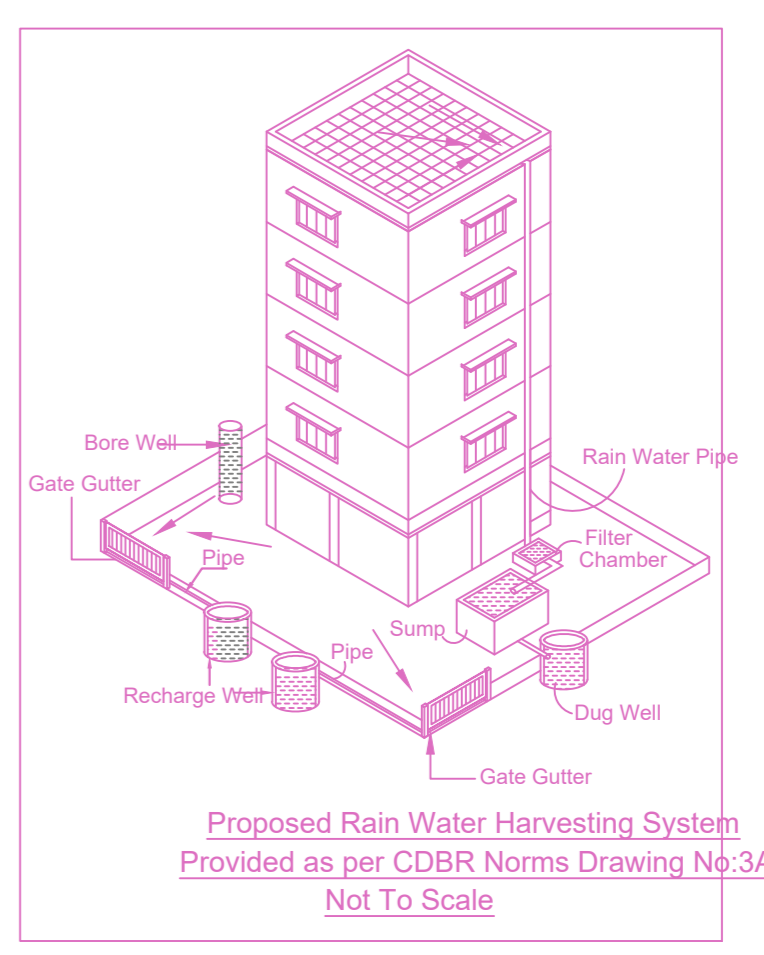 Bore Well
Gate Gutter
Rain Water Pipe
Filter
Chamber
Pipe
Sump
Pipe
Recharge Well
Dug Well
Gate Gutter
Proposed Rain Water Harvesting System
Provided as per CDBR Norms Drawing No:3A
Not To Scale